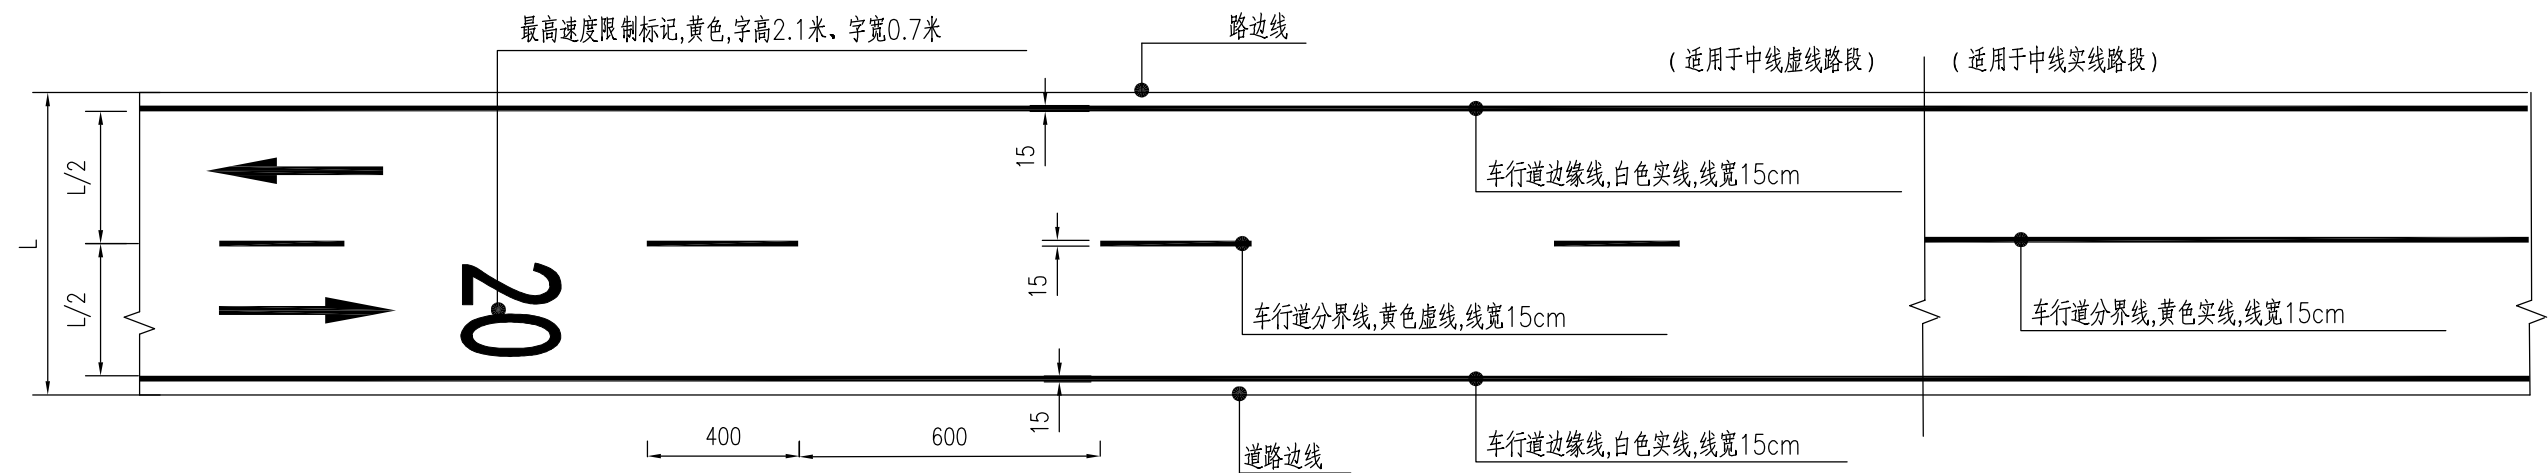 最高速度限制标记,黄色,字高2.1米、字宽0.7米
路边线
(适用于中线虚线路段)
(适用于中线实线路段)
15
车行道边缘线,白色实线,线宽15cm
L/2
L
L/2
20
15
车行道分界线,黄色虚线,线宽15cm
车行道分界线,黄色实线,线宽15cm
15
400
600
道路边线
车行道边缘线,白色实线,线宽15cm